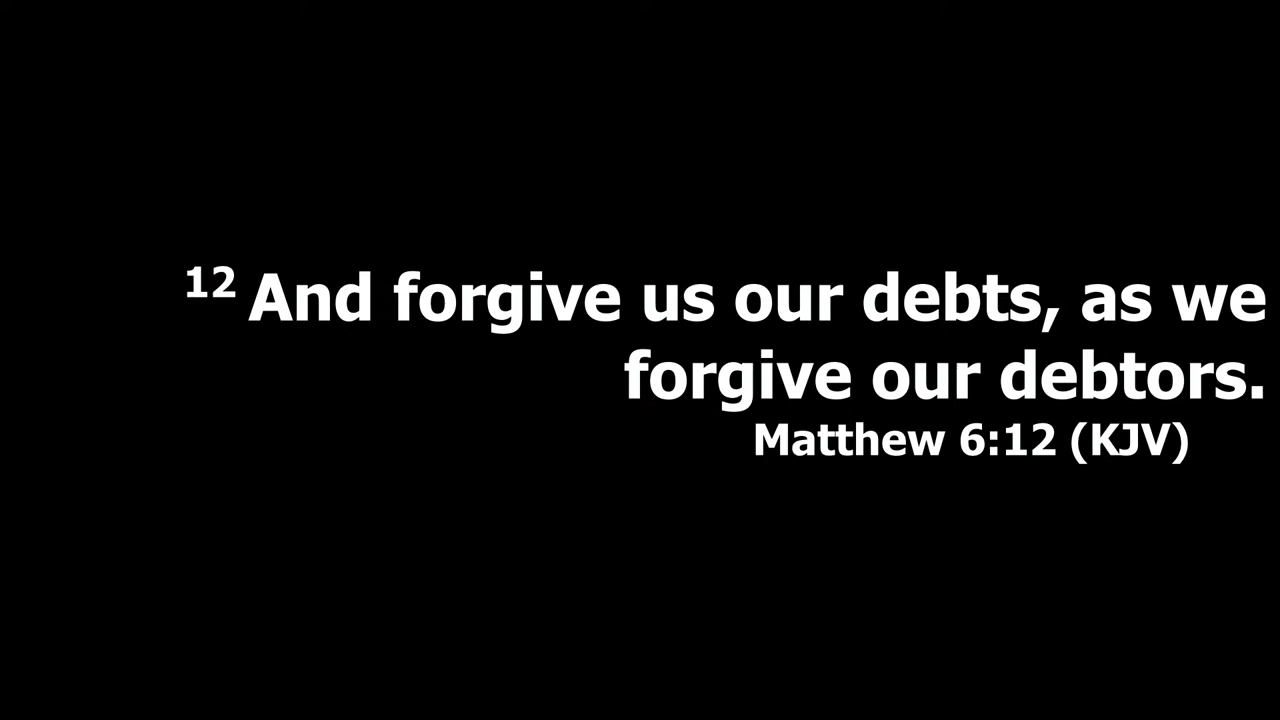 12 And forgive us our debts, as we
forgive our debtors.
Matthew 6:12 (KJV)